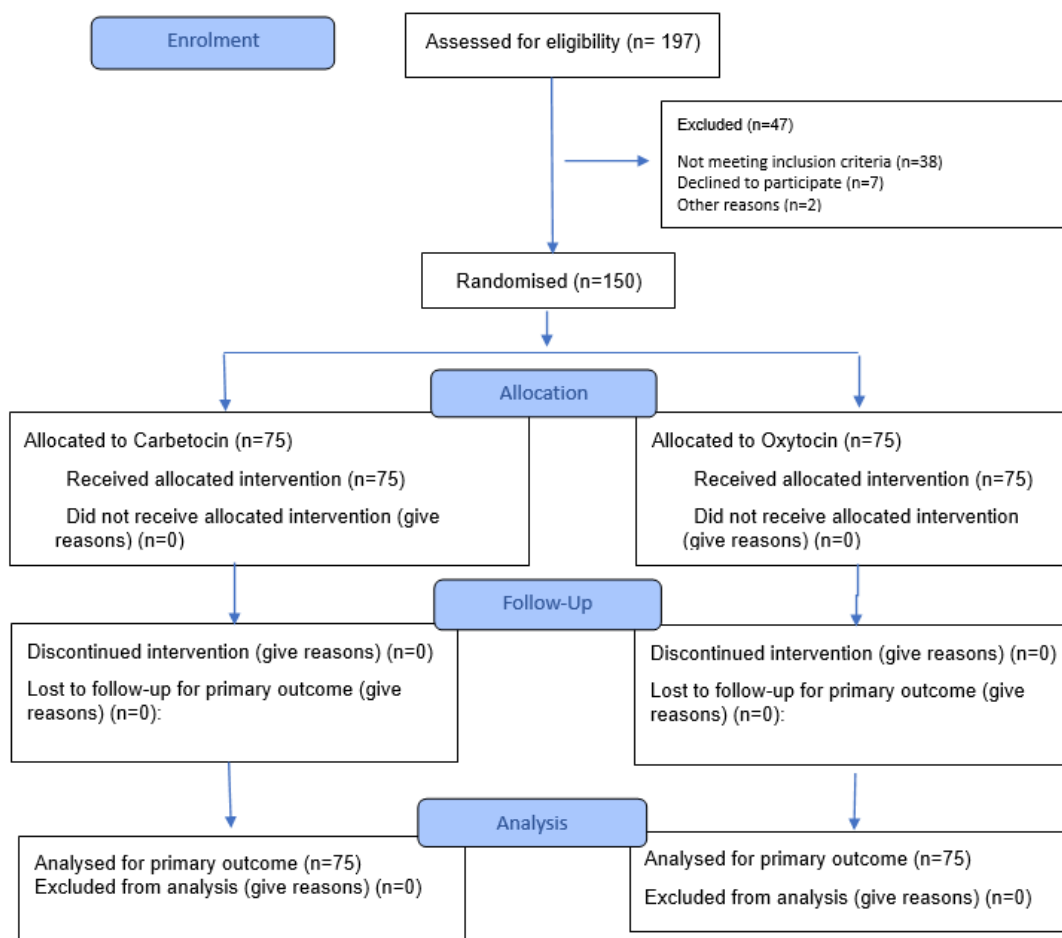 Enrolment
Assessed for eligibility (n= 197)
Excluded (n=47)
Not meeting inclusion criteria (n=38)
Declined to participate (n=7)
Other reasons (n=2)
Randomised (n=150)
Allocation
Allocated to Carbetocin (n=75)
Received allocated intervention (n=75)
Did not receive allocated intervention (give
reasons) (n=0)
Allocated to Oxytocin (n=75)
Received allocated intervention (n=75)
Did not receive allocated intervention
(give reasons) (n=0)
Follow-Up
Discontinued intervention (give reasons) (n=0)
Lost to follow-up for primary outcome (give
reasons) (n=0):
Discontinued intervention (give reasons) (n=0)
Lost to follow-up for primary outcome (give
reasons) (n=0):
Analysis
Analysed for primary outcome (n=75)
Excluded from analysis (give reasons) (n=0)
Analysed for primary outcome (n=75)
Excluded from analysis (give reasons) (n=0)